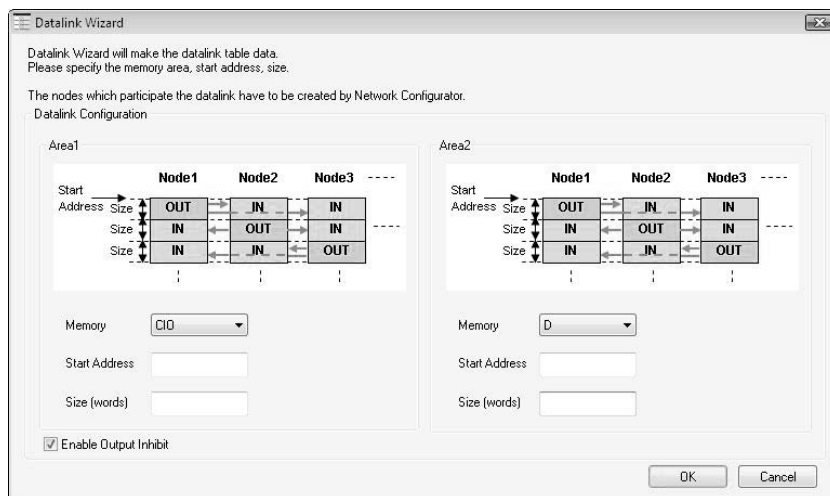 Datalink Wizard
Datalink Wizard will make the datalink table data.
Please specify the memory area, start address, size.
The nodes which participate the datalink have to be created by Network Configurator.
Datalink Configuration
Area1
Node1 Node2 Node3
Start
Address
Size OUT IN IN
Size IN OUT IN
Size IN IN OUT
Memory CIO
Start Address
Size (words)
Area2
Node1 Node2 Node3
Start
Address
Size OUT IN IN
Size IN OUT IN
Size IN IN OUT
Memory D
Start Address
Size (words)
Enable Output Inhibit
OK Cancel